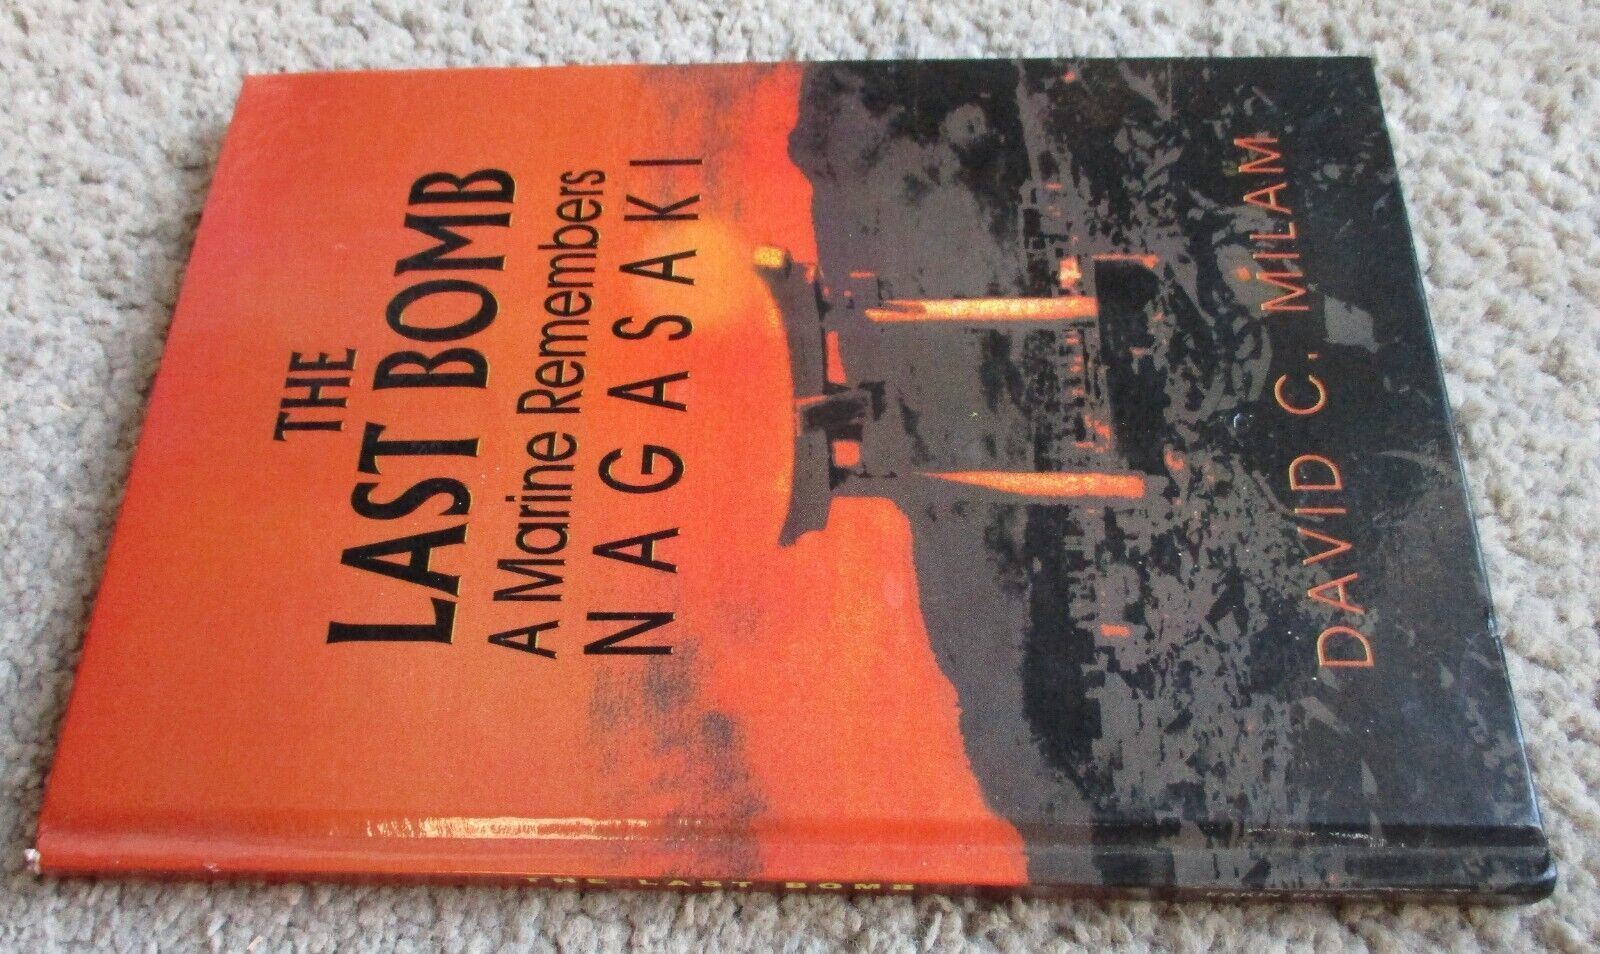 THE
LAST BOMB
A Marine Remembers
NAGASAKI
DAVID C. MILAM
THE LAST BOMB